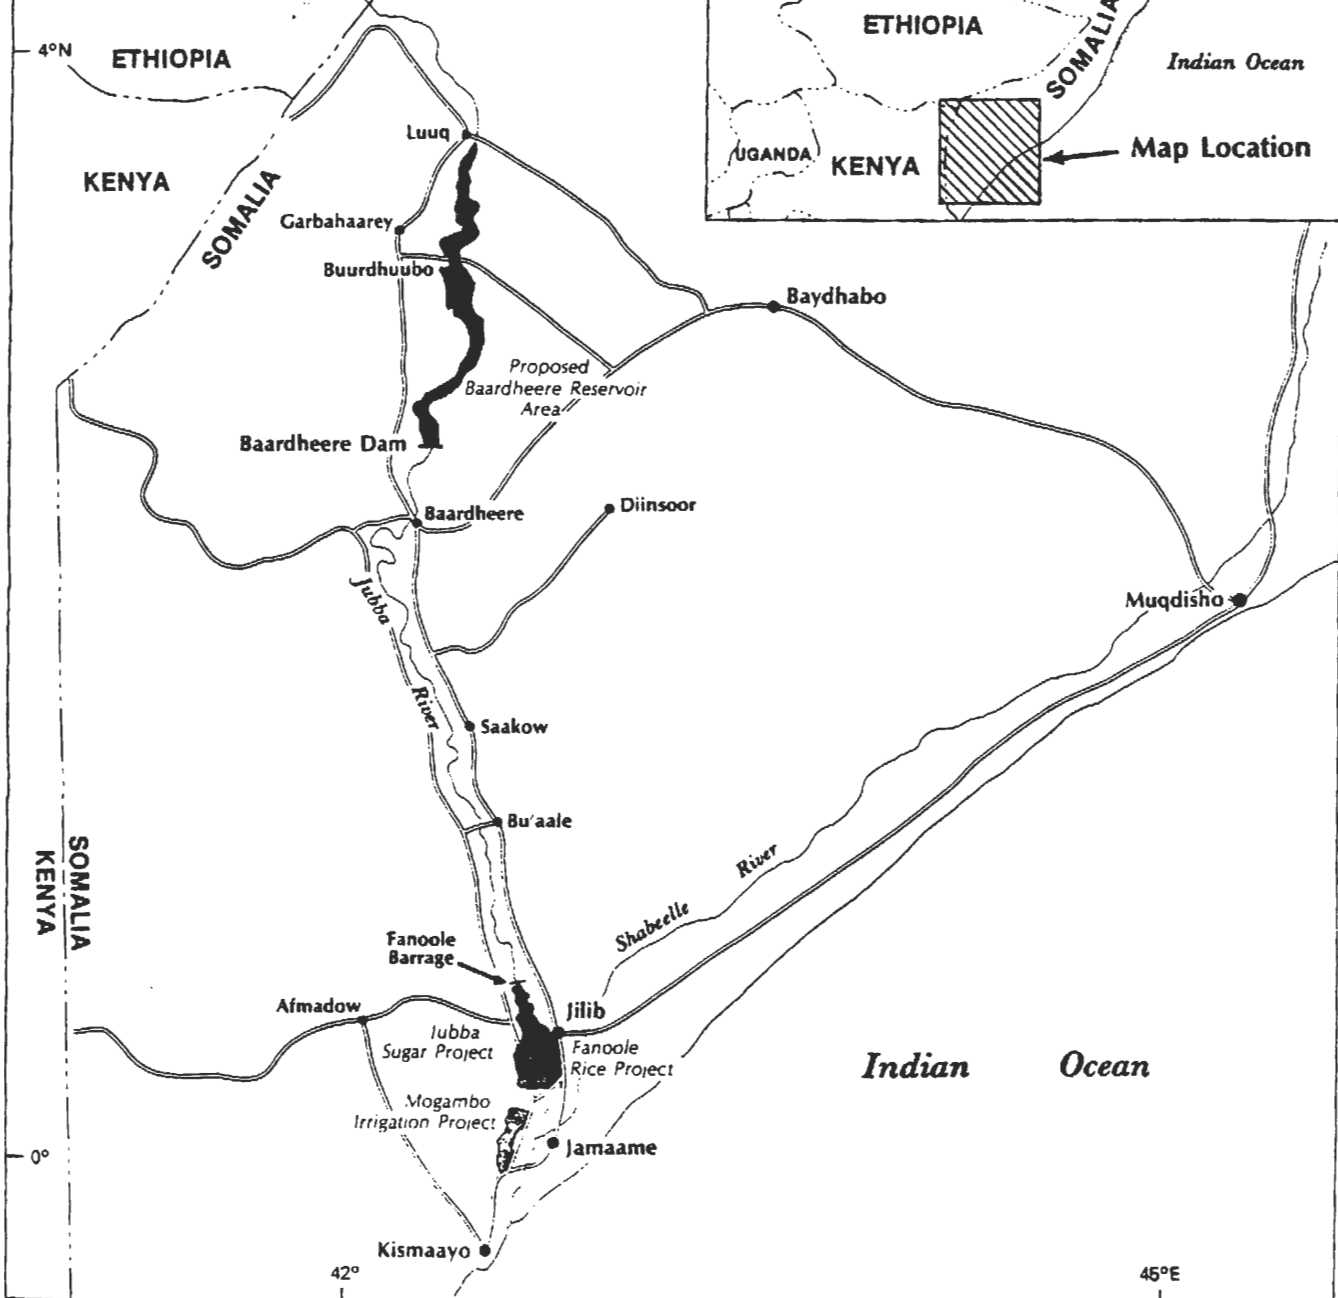 4°N
ETHIOPIA
ETHIOPIA
SOMALIA
Indian Ocean
Luuq
UGANDA
KENYA
Map Location
KENYA
SOMALIA
Garbahaarey
Buurdhuubo
Baydhabo
Proposed
Baardheere Reservoir
Area
Baardheere Dam
Baardheere
Diinsoor
Jubba
River
Muqdisho
Saakow
Bu'aale
SOMALIA
KENYA
Shabeelle River
Fanoole
Barrage
Afmadow
Jilib
Jubba
Sugar Project
Fanoole
Rice Project
Indian Ocean
Mogambo
Irrigation Project
Jamaame
0°
Kismaayo
42°
45°E